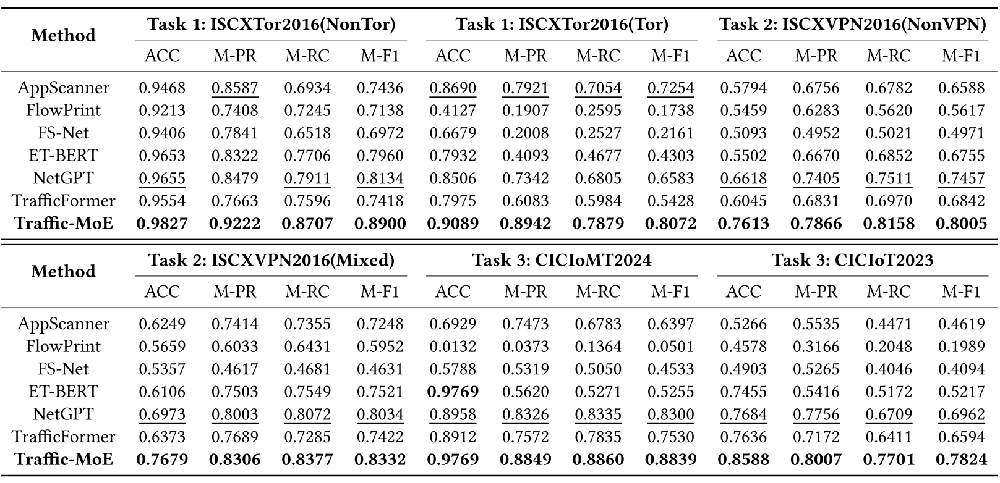 Method Task 1: ISCXTor2016(NonTor) Task 1: ISCXTor2016(Tor) Task 2: ISCXVPN2016(NonVPN)
ACC M-PR M-RC M-F1 ACC M-PR M-RC M-F1 ACC M-PR M-RC M-F1
AppScanner 0.9468 0.8587 0.6934 0.7436 0.8690 0.7921 0.7054 0.7254 0.5794 0.6756 0.6782 0.6588
FlowPrint 0.9213 0.7408 0.7245 0.7138 0.4127 0.1907 0.2595 0.1738 0.5459 0.6283 0.5620 0.5617
FS-Net 0.9406 0.7841 0.6518 0.6972 0.6679 0.2008 0.2527 0.2161 0.5093 0.4952 0.5021 0.4971
ET-BERT 0.9653 0.8322 0.7706 0.7960 0.7932 0.4093 0.4677 0.4303 0.5502 0.6670 0.6852 0.6755
NetGPT 0.9655 0.8479 0.7911 0.8134 0.8506 0.7342 0.6805 0.6583 0.6618 0.7405 0.7511 0.7457
TrafficFormer 0.9554 0.7663 0.7596 0.7418 0.7975 0.6083 0.5984 0.5428 0.6045 0.6831 0.6970 0.6842
Traffic-MoE 0.9827 0.9222 0.8707 0.8900 0.9089 0.8942 0.7879 0.8072 0.7613 0.7866 0.8158 0.8005
Method Task 2: ISCXVPN2016(Mixed) Task 3: CICIoMT2024 Task 3: CICIoT2023
ACC M-PR M-RC M-F1 ACC M-PR M-RC M-F1 ACC M-PR M-RC M-F1
AppScanner 0.6249 0.7414 0.7355 0.7248 0.6929 0.7473 0.6783 0.6397 0.5266 0.5535 0.4471 0.4619
FlowPrint 0.5659 0.6033 0.6431 0.5952 0.0132 0.0373 0.1364 0.0501 0.4578 0.3166 0.2048 0.1989
FS-Net 0.5357 0.4617 0.4681 0.4631 0.5788 0.5319 0.5050 0.4533 0.4903 0.5265 0.4046 0.4094
ET-BERT 0.6106 0.7503 0.7549 0.7521 0.9769 0.5620 0.5271 0.5255 0.7455 0.5416 0.5172 0.5217
NetGPT 0.6973 0.8003 0.8072 0.8034 0.8958 0.8326 0.8335 0.8300 0.7684 0.7756 0.6709 0.6962
TrafficFormer 0.6373 0.7689 0.7285 0.7422 0.8912 0.7572 0.7835 0.7530 0.7636 0.7172 0.6411 0.6594
Traffic-MoE 0.7679 0.8306 0.8377 0.8332 0.9769 0.8849 0.8860 0.8839 0.8588 0.8007 0.7701 0.7824